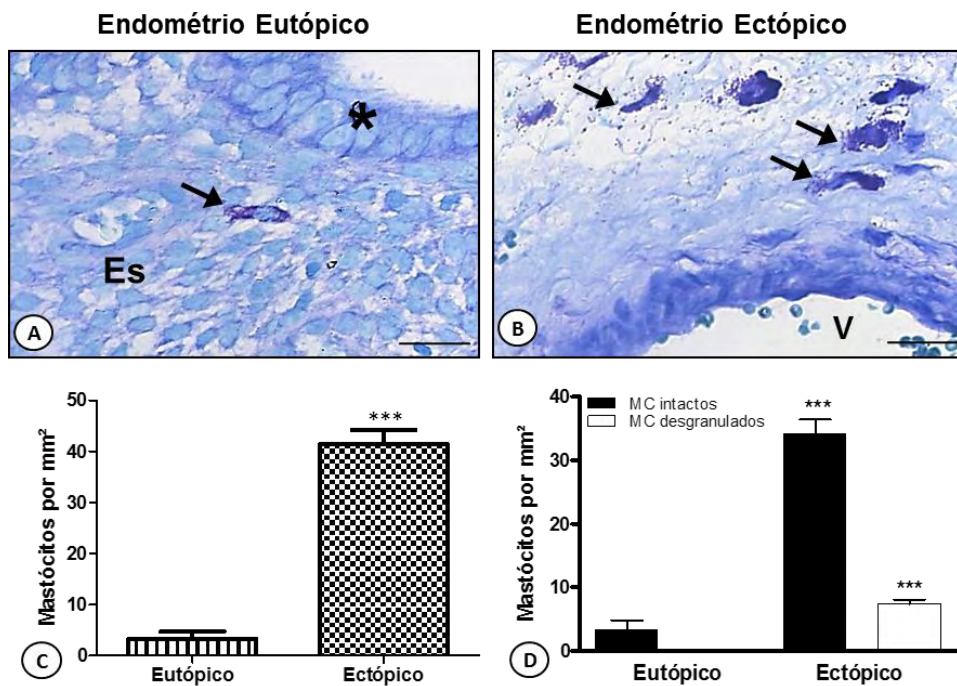 Endométrio Eutópico
Endométrio Ectópico
*
Es
A
V
B
Mastócitos por mm²
50
40
30
20
10
0
***
Eutópico
Ectópico
C
Mastócitos por mm²
40
30
20
10
0
MC intactos
MC desgranulados
***
***
Eutópico
Ectópico
D